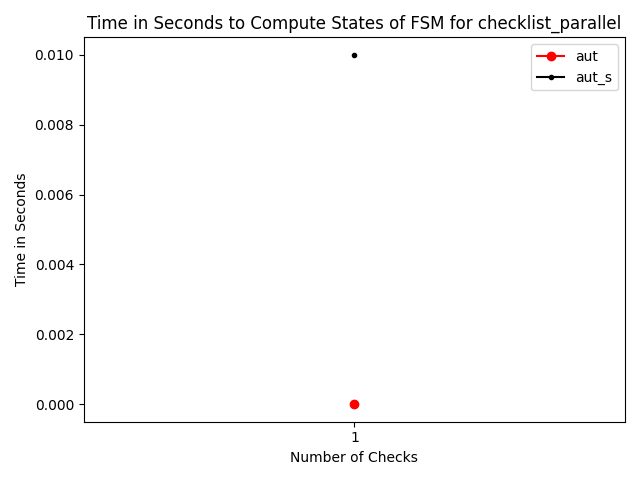 Time in Seconds to Compute States of FSM for checklist_parallel
aut
aut_s
0.010
0.008
0.006
0.004
0.002
0.000
Time in Seconds
1
Number of Checks